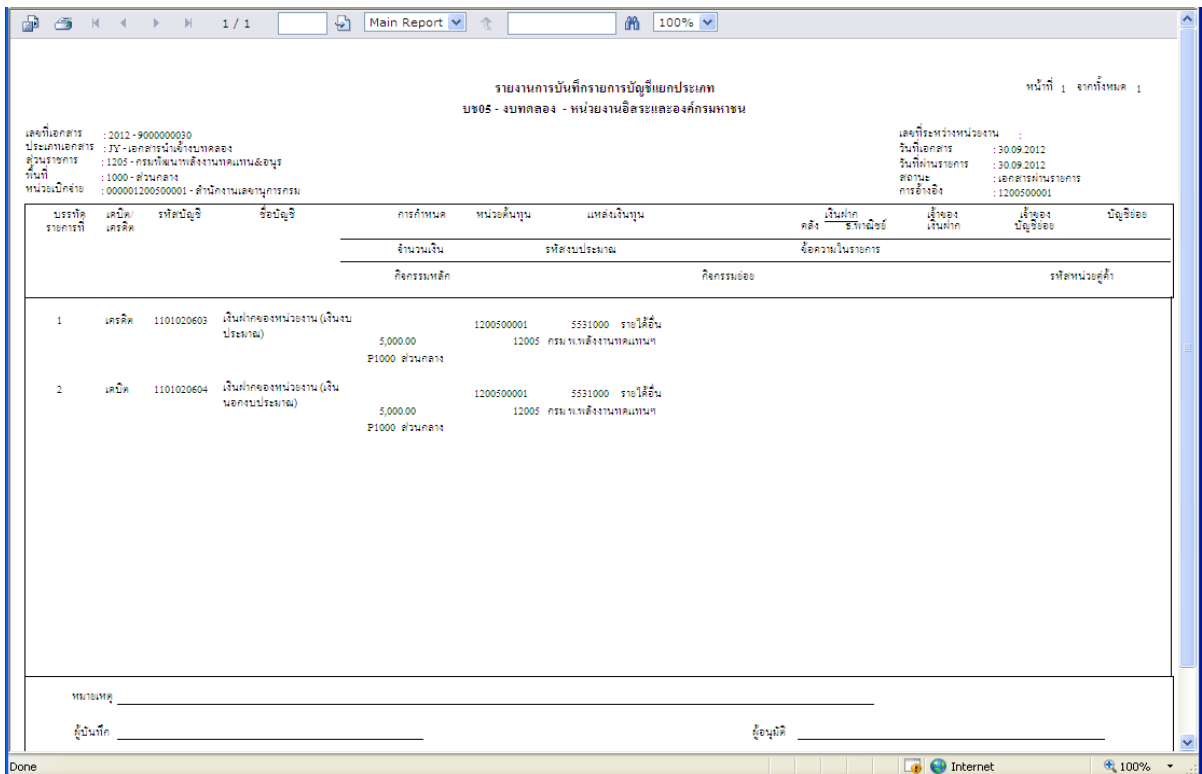 1 / 1 Main Report 100%
รายงานการบันทึกรายการบัญชีแยกประเภท หน้าที่ 1 จากทั้งหมด 1
บช05 - งบทดลอง - หน่วยงานอิสระและองค์กรมหาชน
เลขที่เอกสาร : 2012 - 9000000030 เลขที่ระหว่างหน่วยงาน :
ประเภทเอกสาร : JY - เอกสารนำเข้างบทดลอง วันที่เอกสาร : 30.09.2012
ส่วนราชการ : 1205 - กรมพัฒนาพลังงานทดแทน&อนุร วันที่ผ่านรายการ : 30.09.2012
พื้นที่ : 1000 - ส่วนกลาง สถานะ : เอกสารผ่านรายการ
หน่วยเบิกจ่าย : 000001200500001 - สำนักงานเลขานุการกรม การอ้างอิง : 1200500001
บรรทัด เดบิต/ รหัสบัญชี ชื่อบัญชี การกำหนด หน่วยต้นทุน แหล่งเงินทุน เงินฝาก เจ้าของ เจ้าของ บัญชีย่อย
รายการที่ เครดิต คลัง ธ.พาณิชย์ เงินฝาก บัญชีย่อย
จำนวนเงิน รหัสงบประมาณ ข้อความในรายการ
กิจกรรมหลัก กิจกรรมย่อย รหัสหน่วยคู่ค้า
1 เครดิต 1101020603 เงินฝากของหน่วยงาน (เงินงบ 1200500001 5531000 รายได้อื่น
ประมาณ) 5,000.00 12005 กรม พ.พลังงานทดแทนฯ
P1000 ส่วนกลาง
2 เดบิต 1101020604 เงินฝากของหน่วยงาน (เงิน 1200500001 5531000 รายได้อื่น
นอกงบประมาณ) 5,000.00 12005 กรม พ.พลังงานทดแทนฯ
P1000 ส่วนกลาง
หมายเหตุ
ผู้บันทึก ผู้อนุมัติ
Done Internet 100%